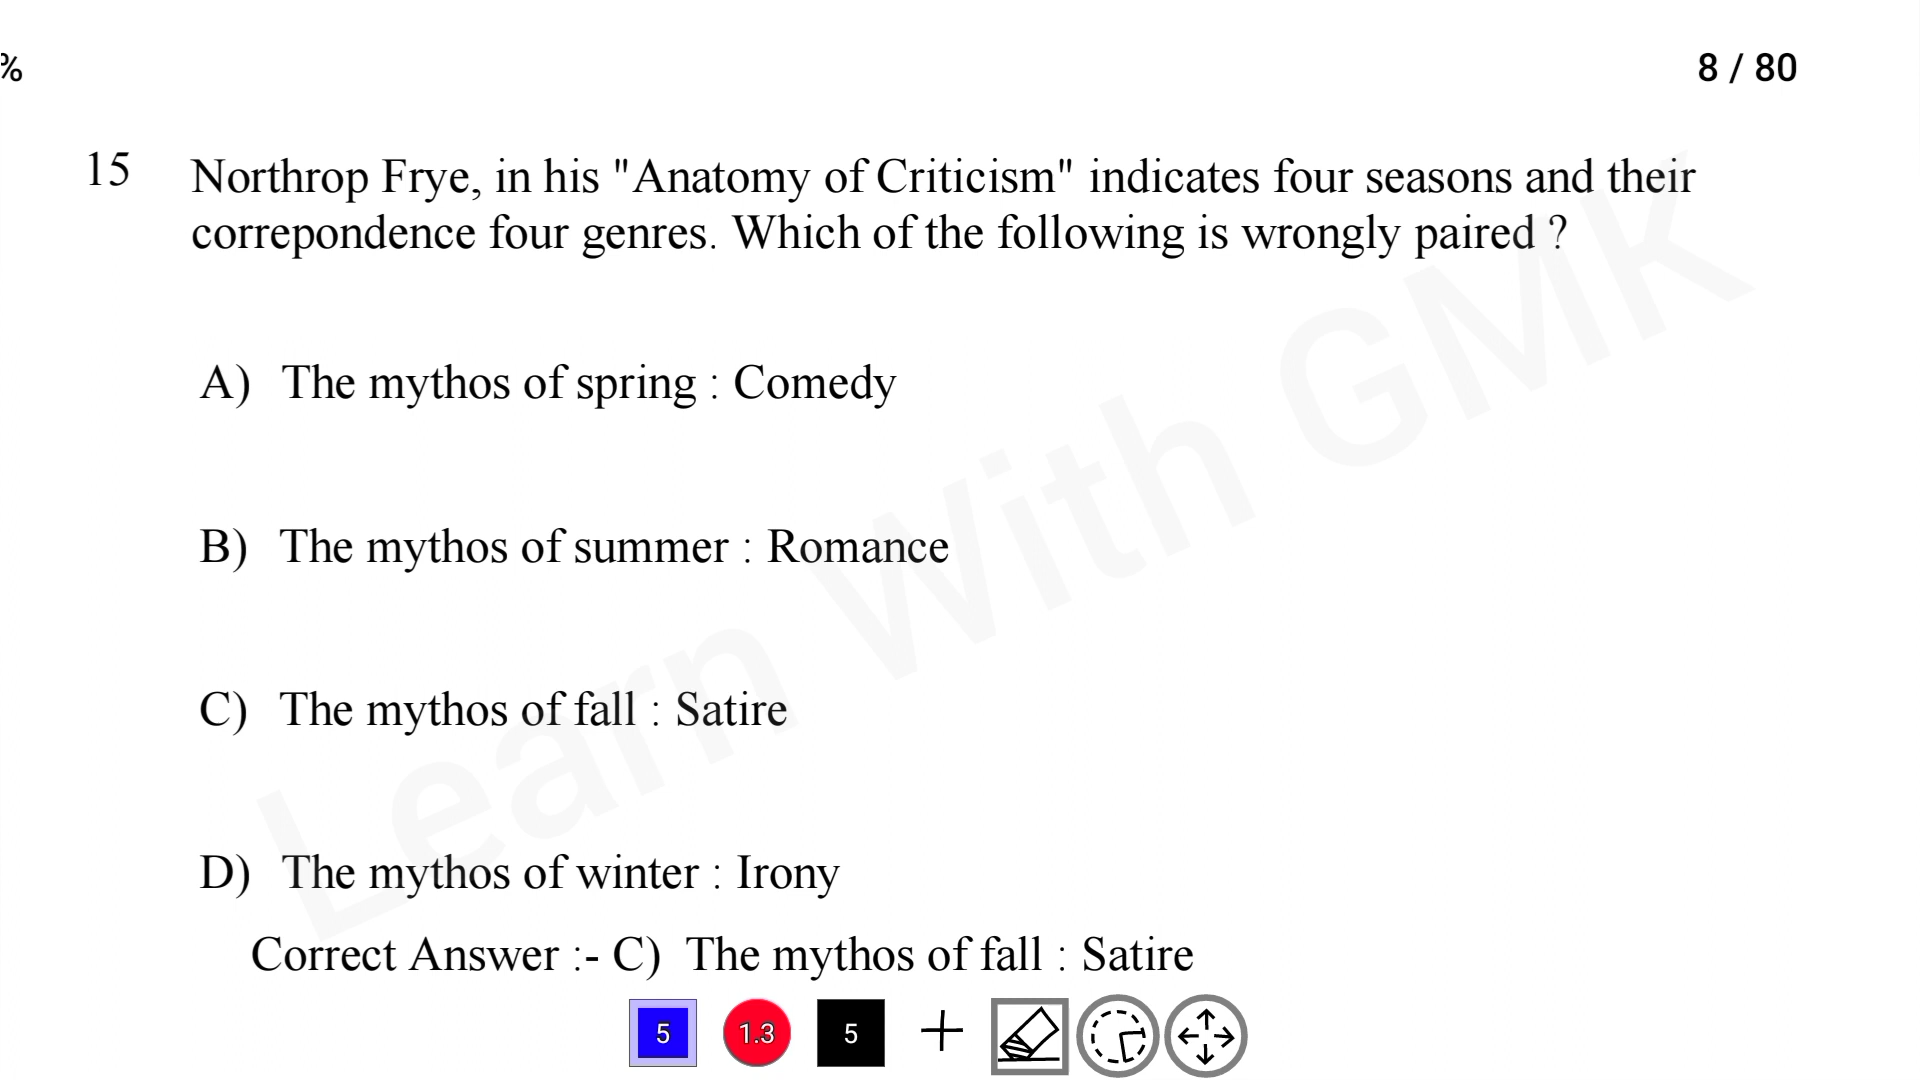 %
8 / 80
15 Northrop Frye, in his "Anatomy of Criticism" indicates four seasons and their
correpondence four genres. Which of the following is wrongly paired ?
A) The mythos of spring : Comedy
B) The mythos of summer : Romance
C) The mythos of fall : Satire
D) The mythos of winter : Irony
Correct Answer :- C) The mythos of fall : Satire
5 1.3 5 +
Learn With GMK